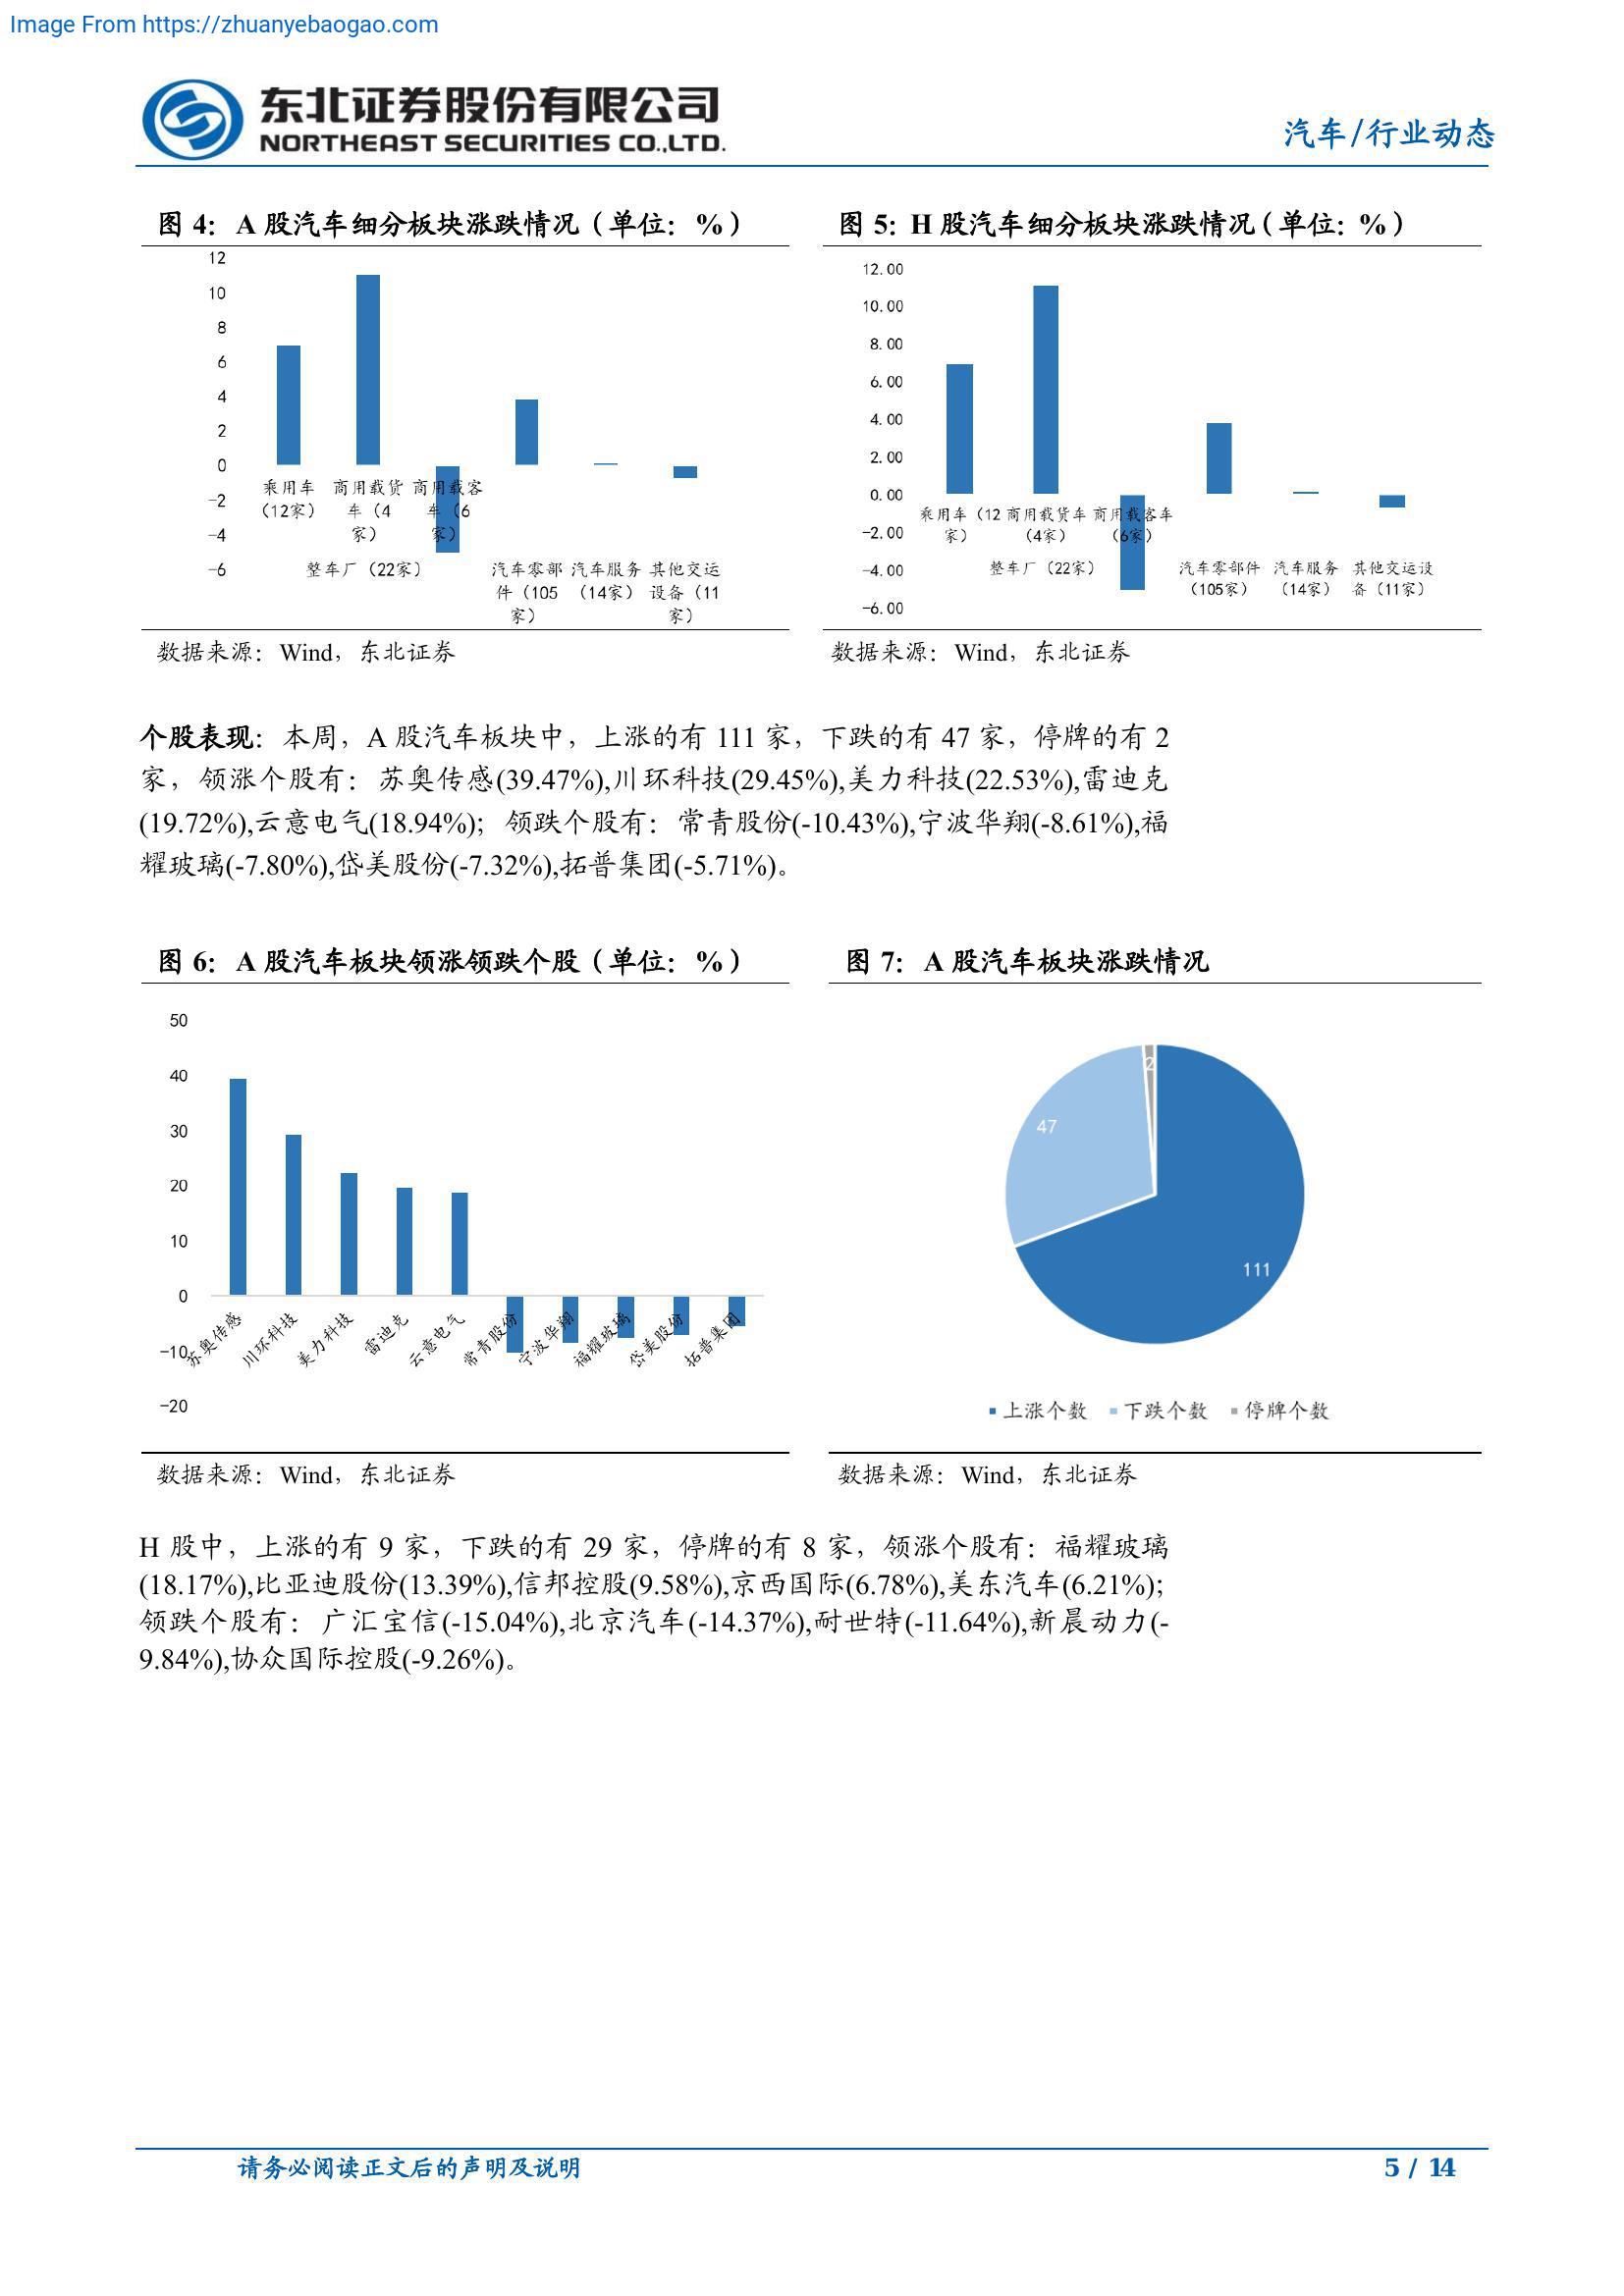 Image From https://zhuanyebaogao.com
东北证券股份有限公司
NORTHEAST SECURITIES CO.,LTD.
汽车/行业动态
图 4： A 股汽车细分板块涨跌情况（单位：%）
12
10
8
6
4
2
0
-2
-4
-6
乘用车 商用载货 商用载客
（12家） 车（4 车（6
家） 家）
整车厂（22家） 汽车零部 汽车服务 其他交运
件（105 （14家） 设备（11
家） 家）
数据来源：Wind，东北证券
图 5：H 股汽车细分板块涨跌情况（单位：%）
12.00
10.00
8.00
6.00
4.00
2.00
0.00
-2.00
-4.00
-6.00
乘用车（12 商用载货车 商用载客车
家） （4家） （6家）
整车厂（22家） 汽车零部件 汽车服务 其他交运设
（105家） （14家） 备（11家）
数据来源：Wind，东北证券
个股表现：本周，A 股汽车板块中，上涨的有 111 家，下跌的有 47 家，停牌的有 2
家，领涨个股有：苏奥传感(39.47%),川环科技(29.45%),美力科技(22.53%),雷迪克
(19.72%),云意电气(18.94%)；领跌个股有：常青股份(-10.43%),宁波华翔(-8.61%),福
耀玻璃(-7.80%),岱美股份(-7.32%),拓普集团(-5.71%)。
图 6： A 股汽车板块领涨领跌个股（单位：%）
50
40
30
20
10
0
-10
-20
苏奥传感
川环科技
美力科技
雷迪克
云意电气
常青股份
宁波华翔
福耀玻璃
岱美股份
拓普集团
数据来源：Wind，东北证券
图 7： A 股汽车板块涨跌情况
2
47
111
上涨个数 下跌个数 停牌个数
数据来源：Wind，东北证券
H 股中，上涨的有 9 家，下跌的有 29 家，停牌的有 8 家，领涨个股有：福耀玻璃
(18.17%),比亚迪股份(13.39%),信邦控股(9.58%),京西国际(6.78%),美东汽车(6.21%)；
领跌个股有：广汇宝信(-15.04%),北京汽车(-14.37%),耐世特(-11.64%),新晨动力(-
9.84%),协众国际控股(-9.26%)。
请务必阅读正文后的声明及说明
5 / 14